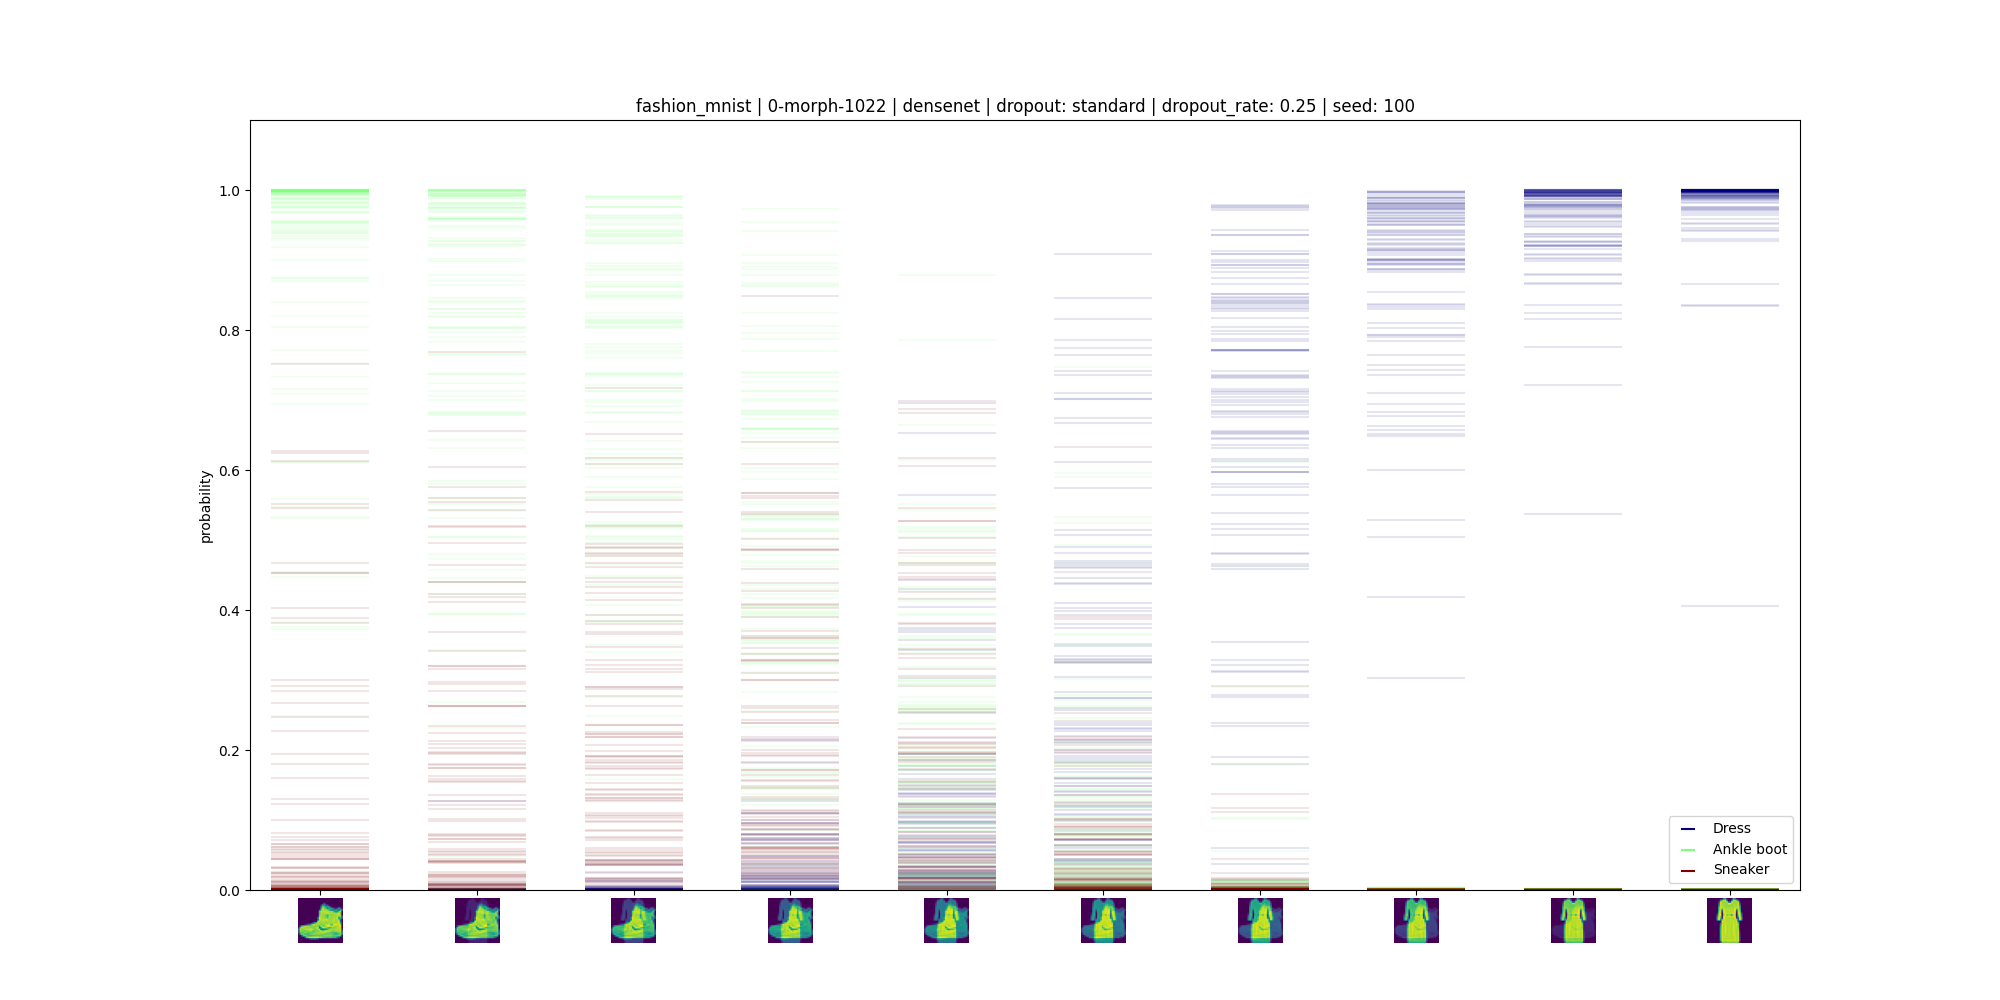 fashion_mnist | 0-morph-1022 | densenet | dropout: standard | dropout_rate: 0.25 | seed: 100
1.0
0.8
0.6
0.4
0.2
0.0
probability
Dress
Ankle boot
Sneaker